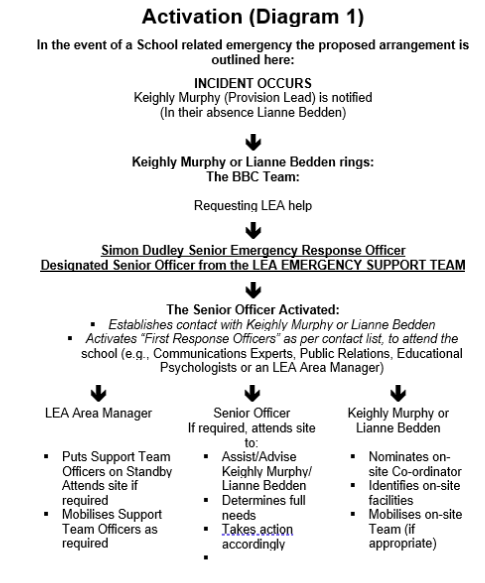 Activation (Diagram 1)
In the event of a School related emergency the proposed arrangement is
outlined here:
INCIDENT OCCURS
Keighly Murphy (Provision Lead) is notified
(In their absence Lianne Bedden)
Keighly Murphy or Lianne Bedden rings:
The BBC Team:
Requesting LEA help
Simon Dudley Senior Emergency Response Officer
Designated Senior Officer from the LEA EMERGENCY SUPPORT TEAM
The Senior Officer Activated:
▪ Establishes contact with Keighly Murphy or Lianne Bedden
▪ Activates “First Response Officers” as per contact list, to attend the
school (e.g., Communications Experts, Public Relations, Educational
Psychologists or an LEA Area Manager)
LEA Area Manager
▪ Puts Support Team
Officers on Standby
Attends site if
required
▪ Mobilises Support
Team Officers as
required
Senior Officer
If required, attends site
to:
▪ Assist/Advise
Keighly Murphy/
Lianne Bedden
▪ Determines full
needs
▪ Takes action
accordingly
▪
Keighly Murphy or
Lianne Bedden
▪ Nominates on-
site Co-ordinator
▪ Identifies on-site
facilities
▪ Mobilises on-site
Team (if
appropriate)